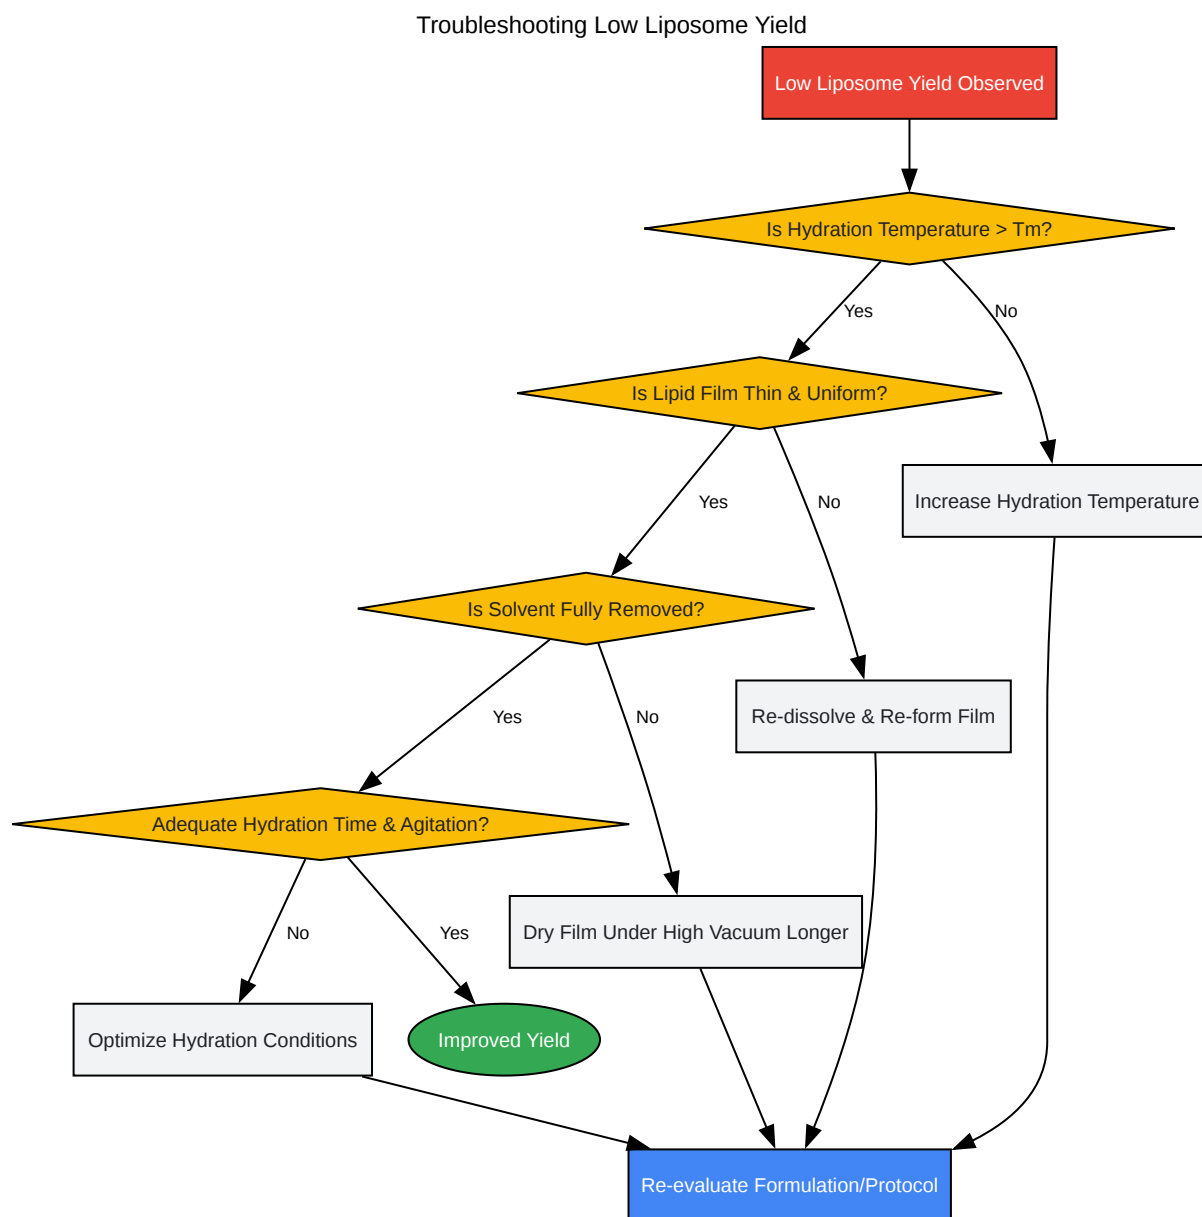 Troubleshooting Low Liposome Yield
Low Liposome Yield Observed
Is Hydration Temperature > Tm?
Yes
No
Is Lipid Film Thin & Uniform?
Yes
No
Increase Hydration Temperature
Is Solvent Fully Removed?
Yes
No
Re-dissolve & Re-form Film
Adequate Hydration Time & Agitation?
No
Yes
Dry Film Under High Vacuum Longer
Optimize Hydration Conditions
Improved Yield
Re-evaluate Formulation/Protocol